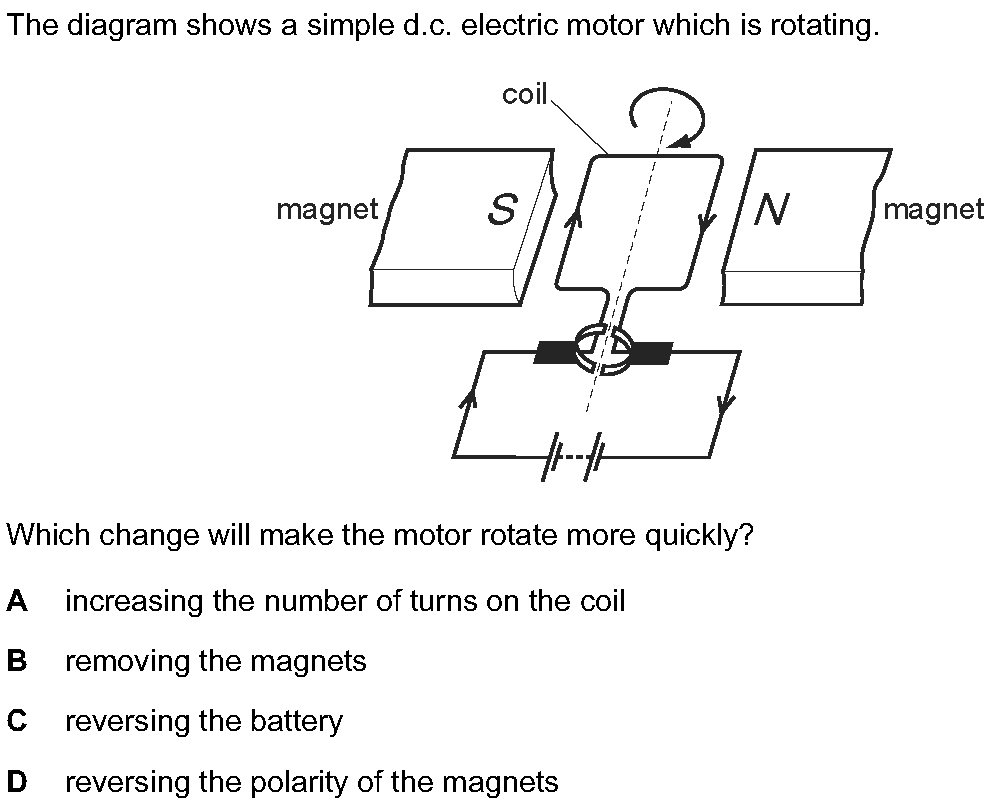 The diagram shows a simple d.c. electric motor which is rotating.
coil
magnet
S
N
magnet
Which change will make the motor rotate more quickly?
A increasing the number of turns on the coil
B removing the magnets
C reversing the battery
D reversing the polarity of the magnets